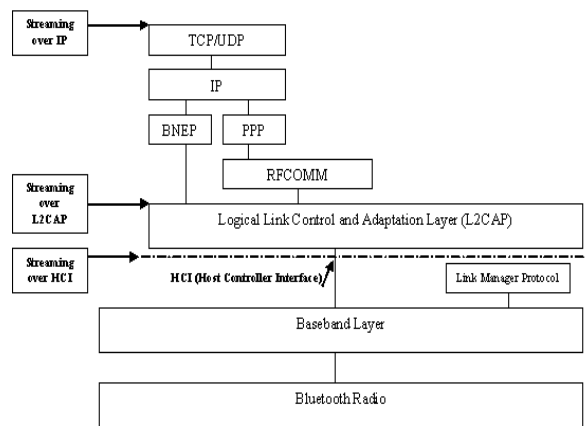 Streaming
over IP
TCP/UDP
IP
BNEP
PPP
RFCOMM
Streaming
over
L2CAP
Logical Link Control and Adaptation Layer (L2CAP)
Streaming
over HCI
HCI (Host Controller Interface)
Link Manager Protocol
Baseband Layer
Bluetooth Radio